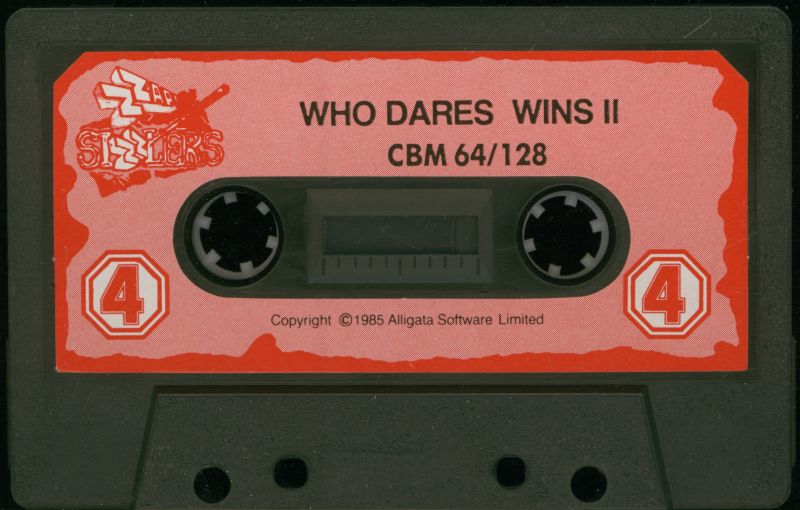 ZZAP
SIZZLERS
WHO DARES WINS II
CBM 64/128
4
4
Copyright ©1985 Alligata Software Limited